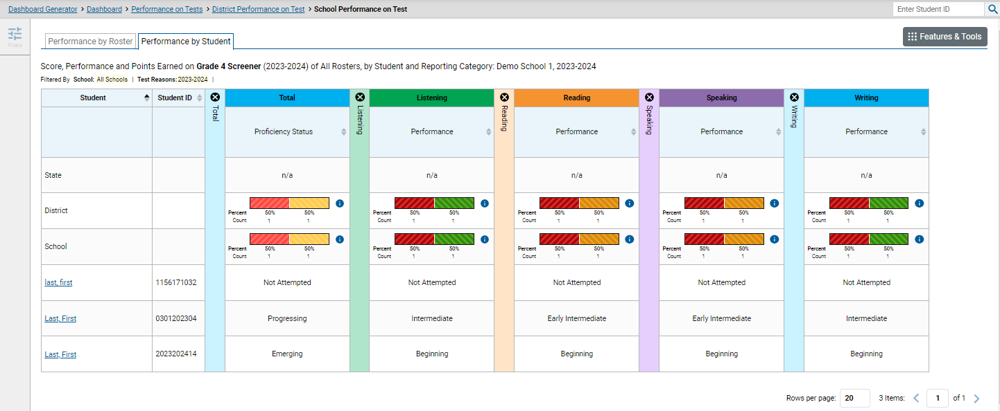 Dashboard Generator > Dashboard > Performance on Tests > District Performance on Test > School Performance on Test
Enter Student ID
Filters
Performance by Roster Performance by Student
Features & Tools
Score, Performance and Points Earned on Grade 4 Screener (2023-2024) of All Rosters, by Student and Reporting Category: Demo School 1, 2023-2024
Filtered By School: All Schools | Test Reasons: 2023-2024 |
Student Student ID Total Total Listening Listening Reading Reading Speaking Speaking Writing Writing
Proficiency Status Performance Performance Performance Performance
State n/a n/a n/a n/a n/a
District
Percent 50% 50% Percent 50% 50% Percent 50% 50% Percent 50% 50% Percent 50% 50%
Count 1 1 Count 1 1 Count 1 1 Count 1 1 Count 1 1
School
Percent 50% 50% Percent 50% 50% Percent 50% 50% Percent 50% 50% Percent 50% 50%
Count 1 1 Count 1 1 Count 1 1 Count 1 1 Count 1 1
last, first 1156171032 Not Attempted Not Attempted Not Attempted Not Attempted Not Attempted
Last, First 0301202304 Progressing Intermediate Early Intermediate Early Intermediate Intermediate
Last, First 2023202414 Emerging Beginning Beginning Beginning Beginning
Rows per page: 20 3 Items: 1 of 1